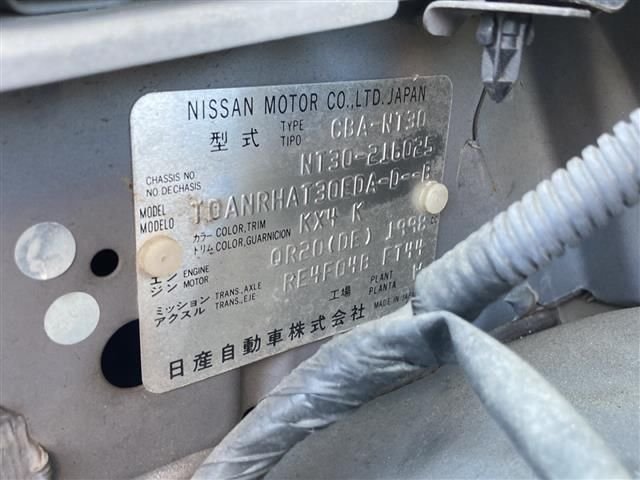 NISSAN MOTOR CO.,LTD.JAPAN
型式 TYPE TIPO CBA-NT30
CHASSIS NO NO DECHASIS NT30-216025
MODEL MODELO TDANRHAT30EDA-D--
カラー COLOR,TRIM トリム COLOR,GUARNICION KX4 K
エンジン ENGINE MOTOR QR20(DE) 1998
ミッション アクスル TRANS.,AXLE TRANS.,EJE RE4F04B FT44
工場 PLANT PLANTA
日産自動車株式会社 MADE IN JAPAN